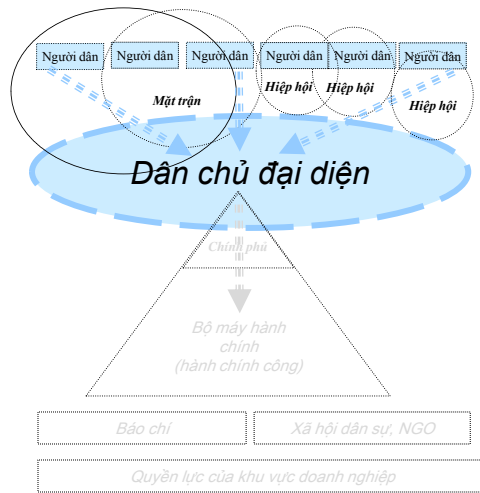 Người dân Người dân Người dân Người dân Người dân Người dân
Mặt trận
Hiệp hội
Hiệp hội
Hiệp hội
Dân chủ đại diện
Chính phủ
Bộ máy hành
chính
(hành chính công)
Báo chí
Xã hội dân sự, NGO
Quyền lực của khu vực doanh nghiệp